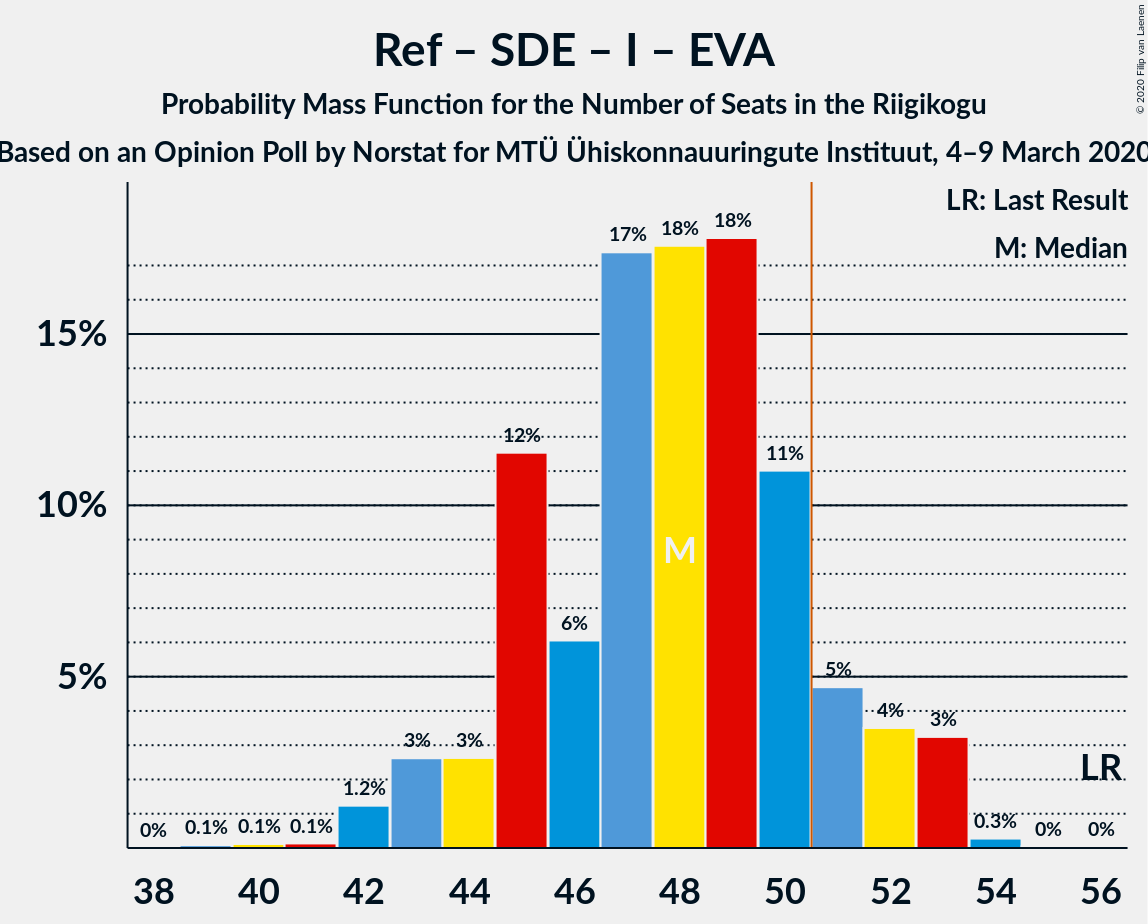 Ref – SDE – I – EVA
Probability Mass Function for the Number of Seats in the Riigikogu
Based on an Opinion Poll by Norstat for MTÜ Ühiskonnauuringute Instituut, 4–9 March 2020
© 2020 Filip van Laenen
LR: Last Result
M: Median
15%
10%
5%
0%
0.1%
0.1%
0.1%
1.2%
3%
3%
12%
6%
17%
18%
18%
11%
5%
4%
3%
0.3%
0%
0%
M
LR
38 40 42 44 46 48 50 52 54 56